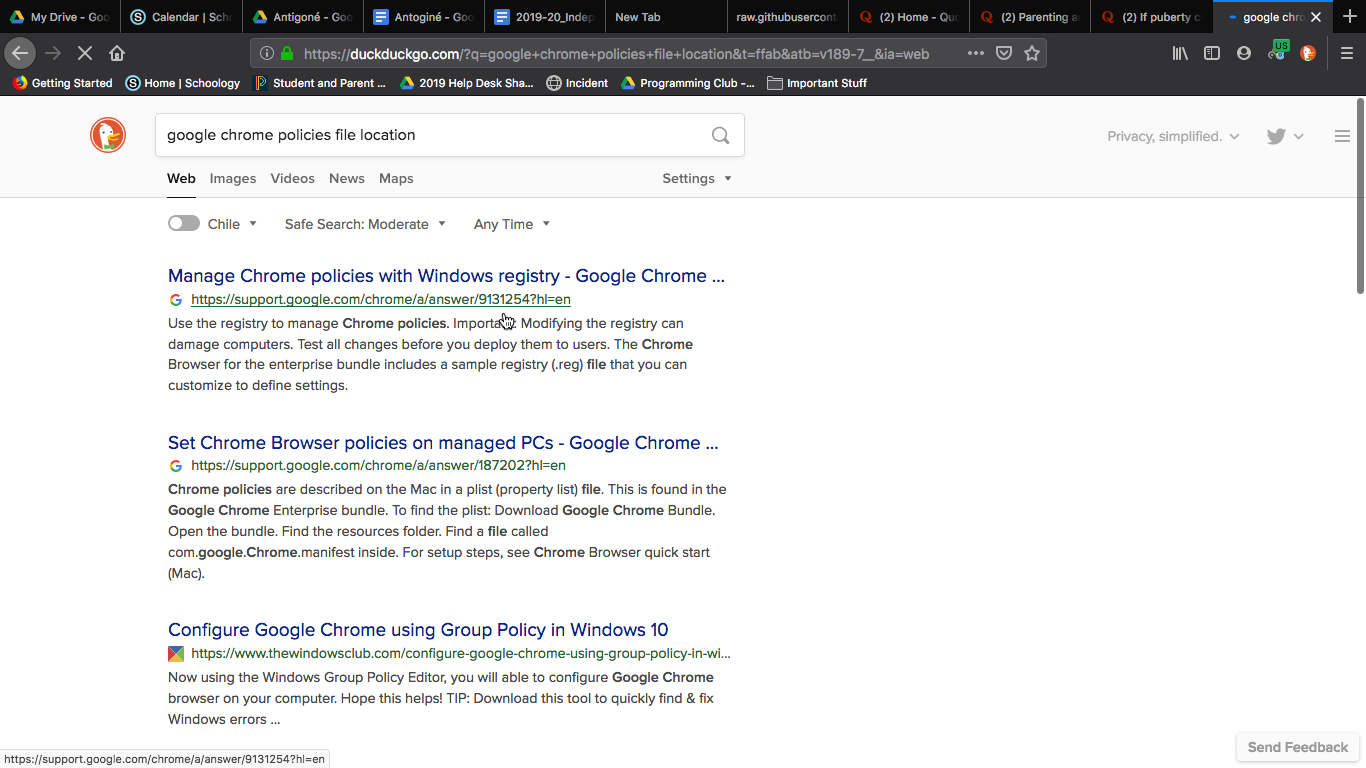 My Drive - Goo
Calendar | Scho
Antigoné - Goo
Antoginé - Goo
2019-20_Indep
New Tab
raw.githubusercont
(2) Home - Quo
(2) Parenting a
(2) If puberty c
google chro
https://duckduckgo.com/?q=google+chrome+policies+file+location&t=ffab&atb=v189-7__&ia=web
US
Getting Started
Home | Schoology
Student and Parent ...
2019 Help Desk Sha...
Incident
Programming Club -...
Important Stuff
google chrome policies file location
Privacy, simplified.
Web Images Videos News Maps
Settings
Chile
Safe Search: Moderate
Any Time
Manage Chrome policies with Windows registry - Google Chrome ...
https://support.google.com/chrome/a/answer/9131254?hl=en
Use the registry to manage Chrome policies. Important: Modifying the registry can
damage computers. Test all changes before you deploy them to users. The Chrome
Browser for the enterprise bundle includes a sample registry (.reg) file that you can
customize to define settings.
Set Chrome Browser policies on managed PCs - Google Chrome ...
https://support.google.com/chrome/a/answer/187202?hl=en
Chrome policies are described on the Mac in a plist (property list) file. This is found in the
Google Chrome Enterprise bundle. To find the plist: Download Google Chrome Bundle.
Open the bundle. Find the resources folder. Find a file called
com.google.Chrome.manifest inside. For setup steps, see Chrome Browser quick start
(Mac).
Configure Google Chrome using Group Policy in Windows 10
https://www.thewindowsclub.com/configure-google-chrome-using-group-policy-in-wi...
Now using the Windows Group Policy Editor, you will able to configure Google Chrome
browser on your computer. Hope this helps! TIP: Download this tool to quickly find & fix
Windows errors ...
Send Feedback
https://support.google.com/chrome/a/answer/9131254?hl=en